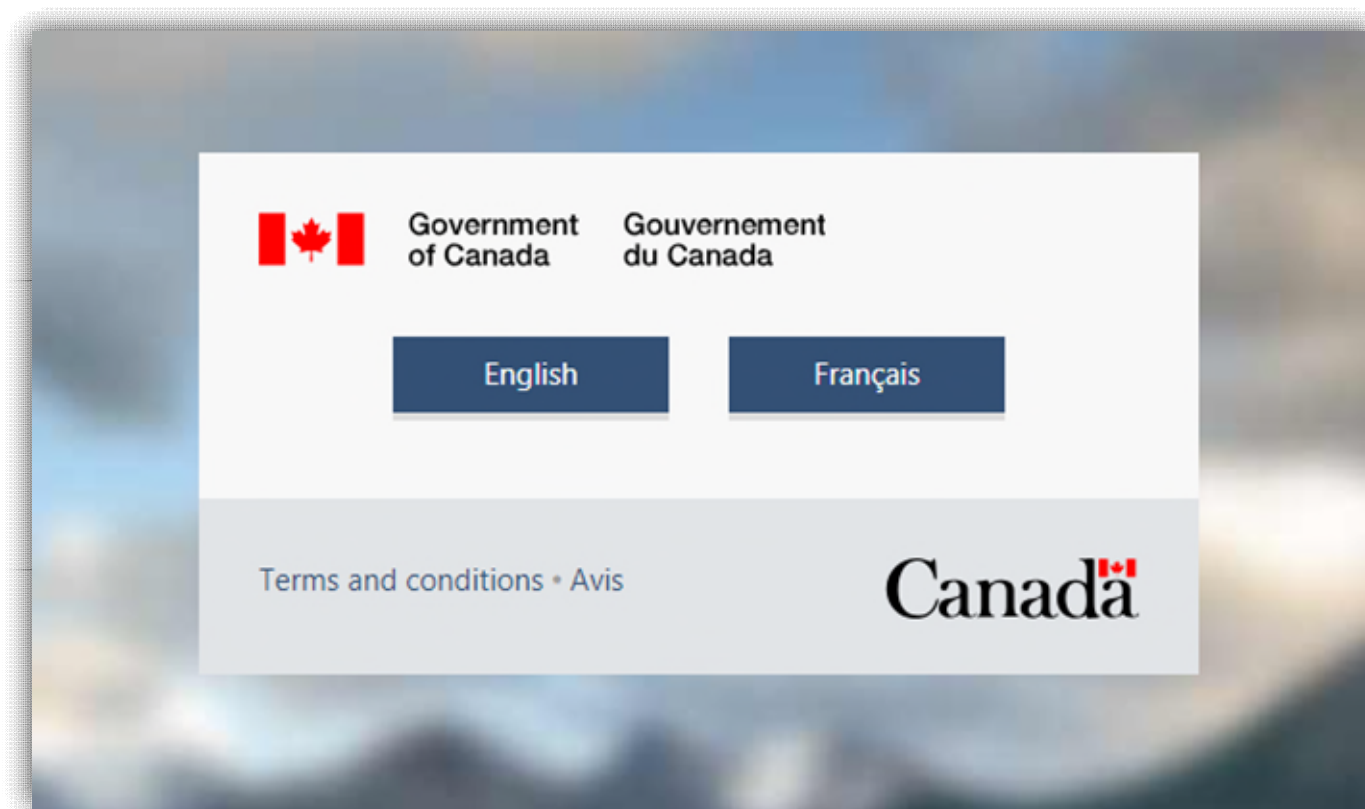 Government of Canada
Gouvernement du Canada
English
Français
Terms and conditions • Avis
Canada